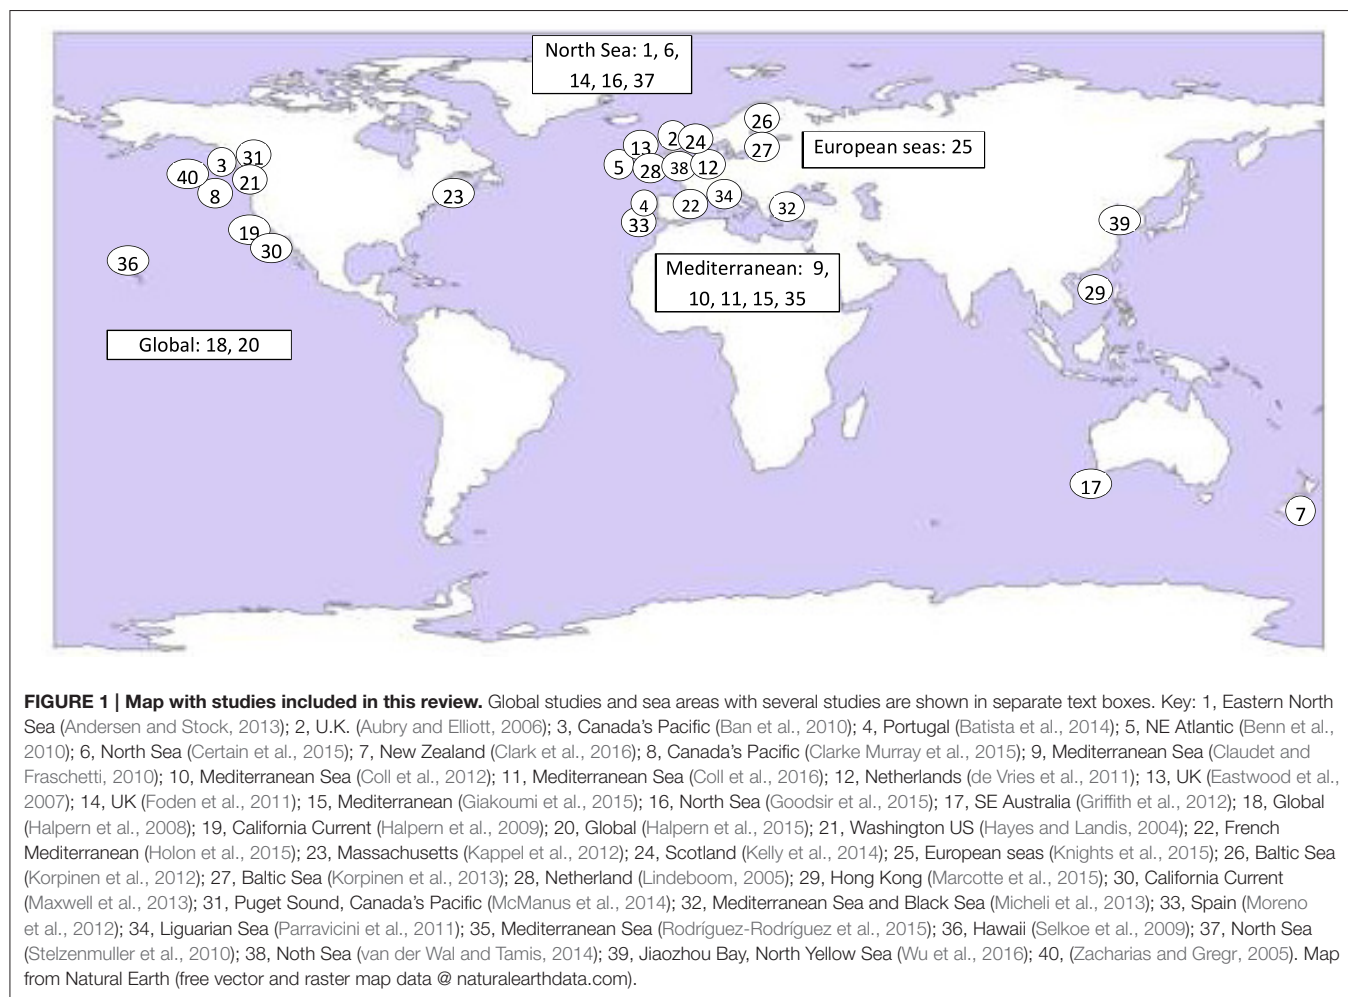 North Sea: 1, 6,
14, 16, 37
26
2
24
13
27
European seas: 25
31
3
5
28
38
12
40
21
8
23
34
4
22
32
33
39
19
30
36
Mediterranean: 9,
10, 11, 15, 35
29
Global: 18, 20
17
7
FIGURE 1 | Map with studies included in this review. Global studies and sea areas with several studies are shown in separate text boxes. Key: 1, Eastern North
Sea (Andersen and Stock, 2013); 2, U.K. (Aubry and Elliott, 2006); 3, Canada's Pacific (Ban et al., 2010); 4, Portugal (Batista et al., 2014); 5, NE Atlantic (Benn et al.,
2010); 6, North Sea (Certain et al., 2015); 7, New Zealand (Clark et al., 2016); 8, Canada's Pacific (Clarke Murray et al., 2015); 9, Mediterranean Sea (Claudet and
Fraschetti, 2010); 10, Mediterranean Sea (Coll et al., 2012); 11, Mediterranean Sea (Coll et al., 2016); 12, Netherlands (de Vries et al., 2011); 13, UK (Eastwood et al.,
2007); 14, UK (Foden et al., 2011); 15, Mediterranean (Giakoumi et al., 2015); 16, North Sea (Goodsir et al., 2015); 17, SE Australia (Griffith et al., 2012); 18, Global
(Halpern et al., 2008); 19, California Current (Halpern et al., 2009); 20, Global (Halpern et al., 2015); 21, Washington US (Hayes and Landis, 2004); 22, French
Mediterranean (Holon et al., 2015); 23, Massachusetts (Kappel et al., 2012); 24, Scotland (Kelly et al., 2014); 25, European seas (Knights et al., 2015); 26, Baltic Sea
(Korpinen et al., 2012); 27, Baltic Sea (Korpinen et al., 2013); 28, Netherland (Lindeboom, 2005); 29, Hong Kong (Marcotte et al., 2015); 30, California Current
(Maxwell et al., 2013); 31, Puget Sound, Canada's Pacific (McManus et al., 2014); 32, Mediterranean Sea and Black Sea (Micheli et al., 2013); 33, Spain (Moreno
et al., 2012); 34, Liguarian Sea (Parravicini et al., 2011); 35, Mediterranean Sea (Rodríguez-Rodríguez et al., 2015); 36, Hawaii (Selkoe et al., 2009); 37, North Sea
(Stelzenmuller et al., 2010); 38, Noth Sea (van der Wal and Tamis, 2014); 39, Jiaozhou Bay, North Yellow Sea (Wu et al., 2016); 40, (Zacharias and Gregr, 2005). Map
from Natural Earth (free vector and raster map data @ naturalearthdata.com).